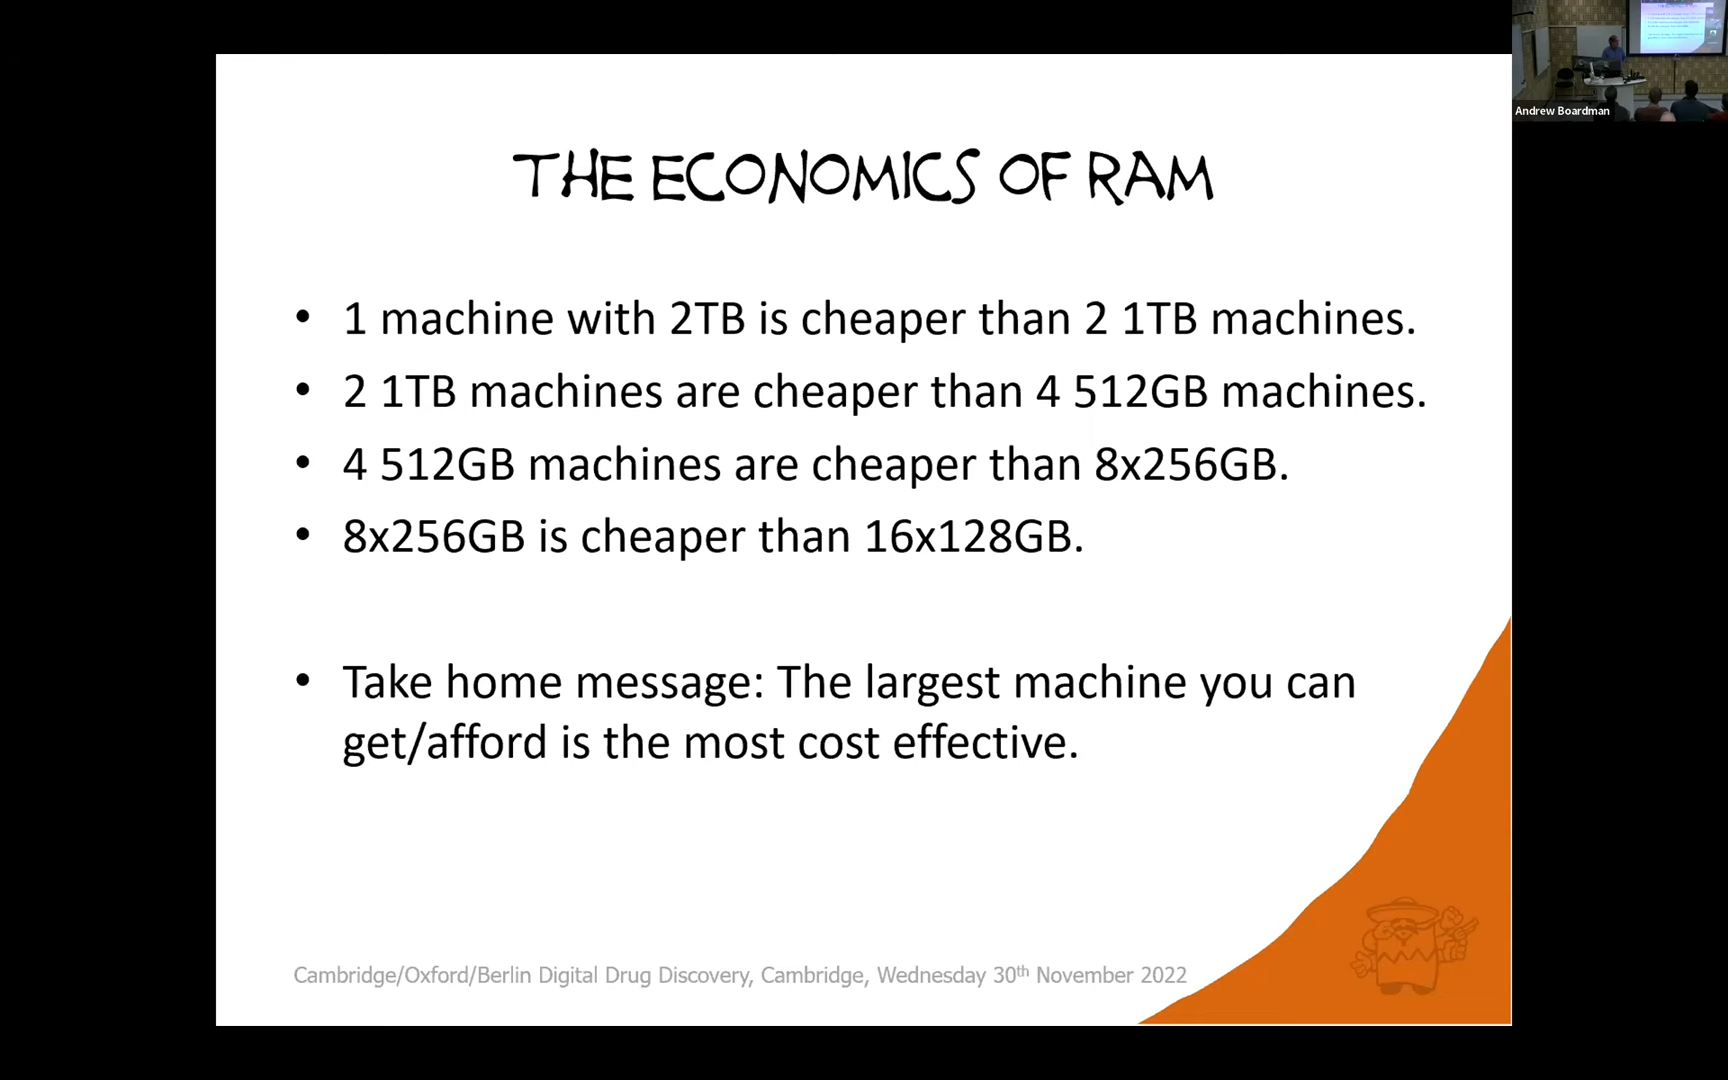 THE ECONOMICS OF RAM
• 1 machine with 2TB is cheaper than 2 1TB machines.
• 2 1TB machines are cheaper than 4 512GB machines.
• 4 512GB machines are cheaper than 8x256GB.
• 8x256GB is cheaper than 16x128GB.
• Take home message: The largest machine you can
get/afford is the most cost effective.
Cambridge/Oxford/Berlin Digital Drug Discovery, Cambridge, Wednesday 30th November 2022
Andrew Boardman